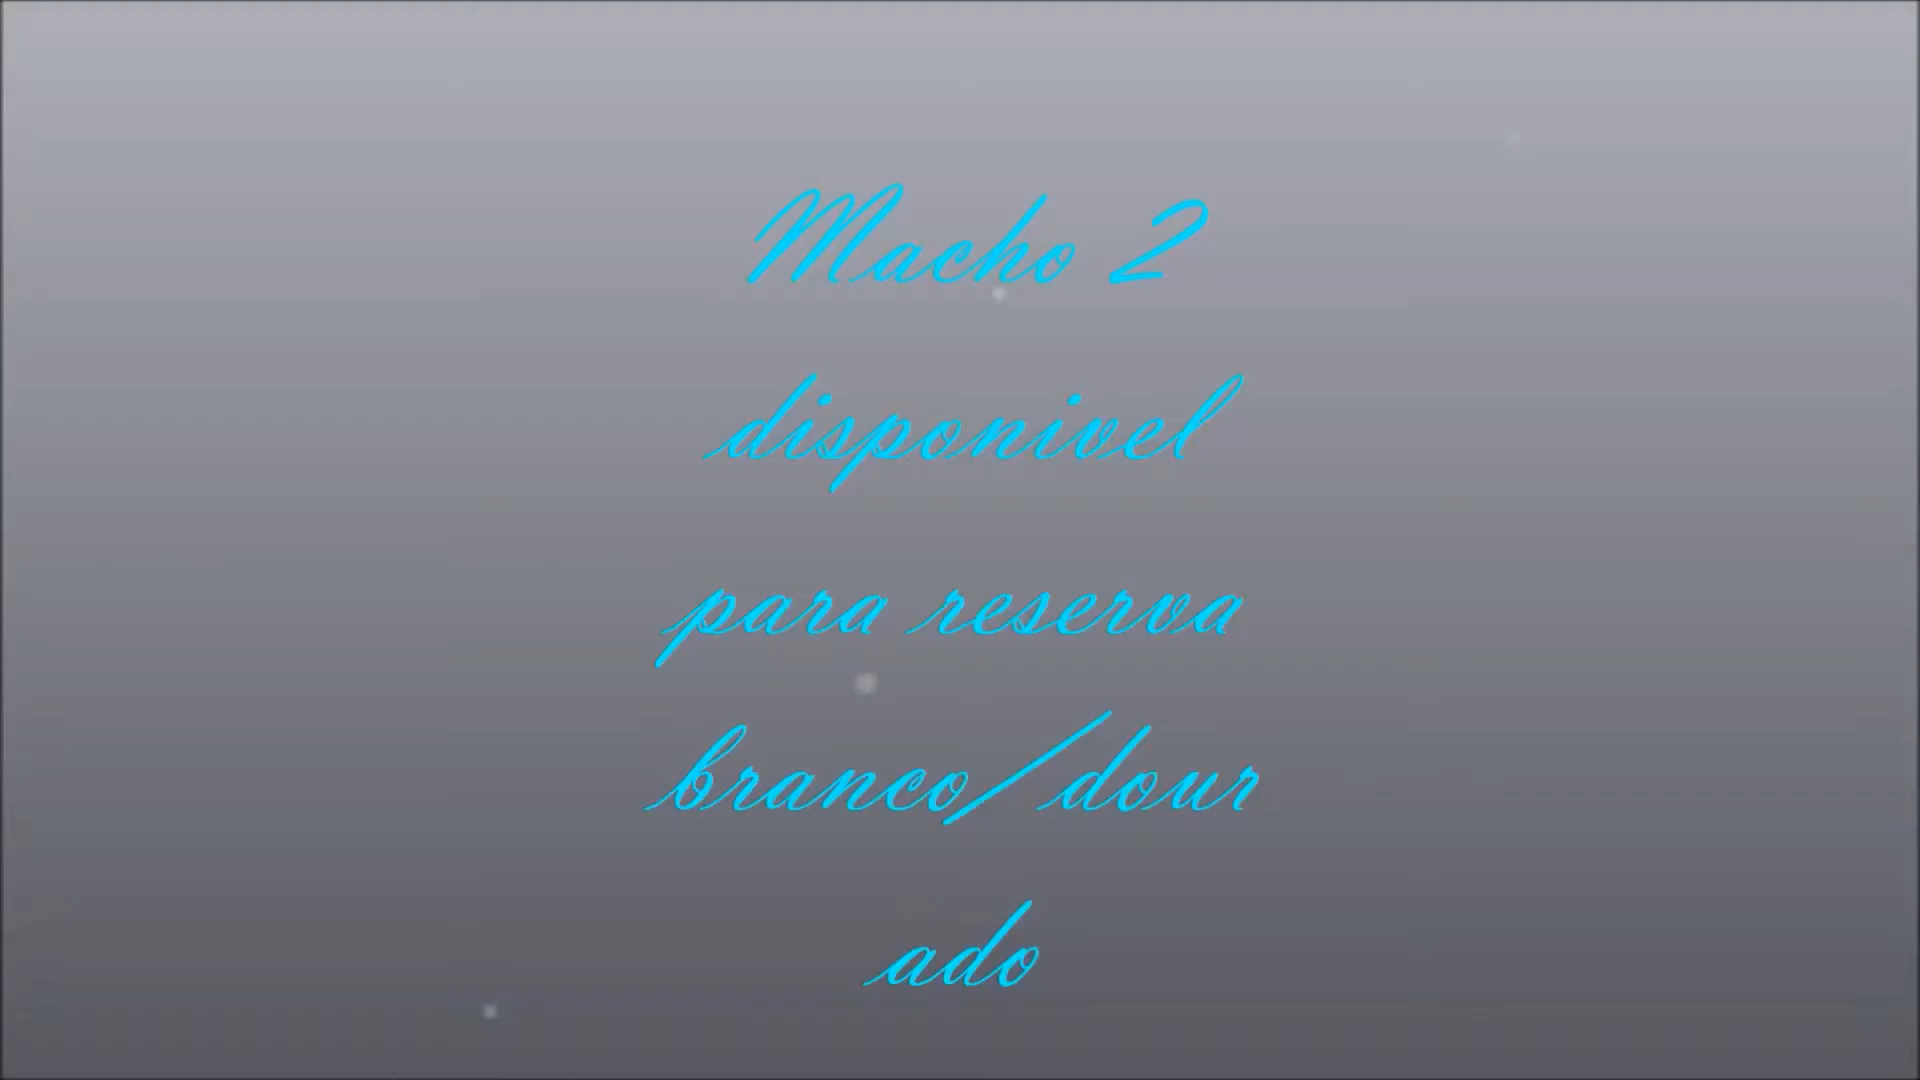 Macho 2
disponivel
para reserva
branco/dour
ado